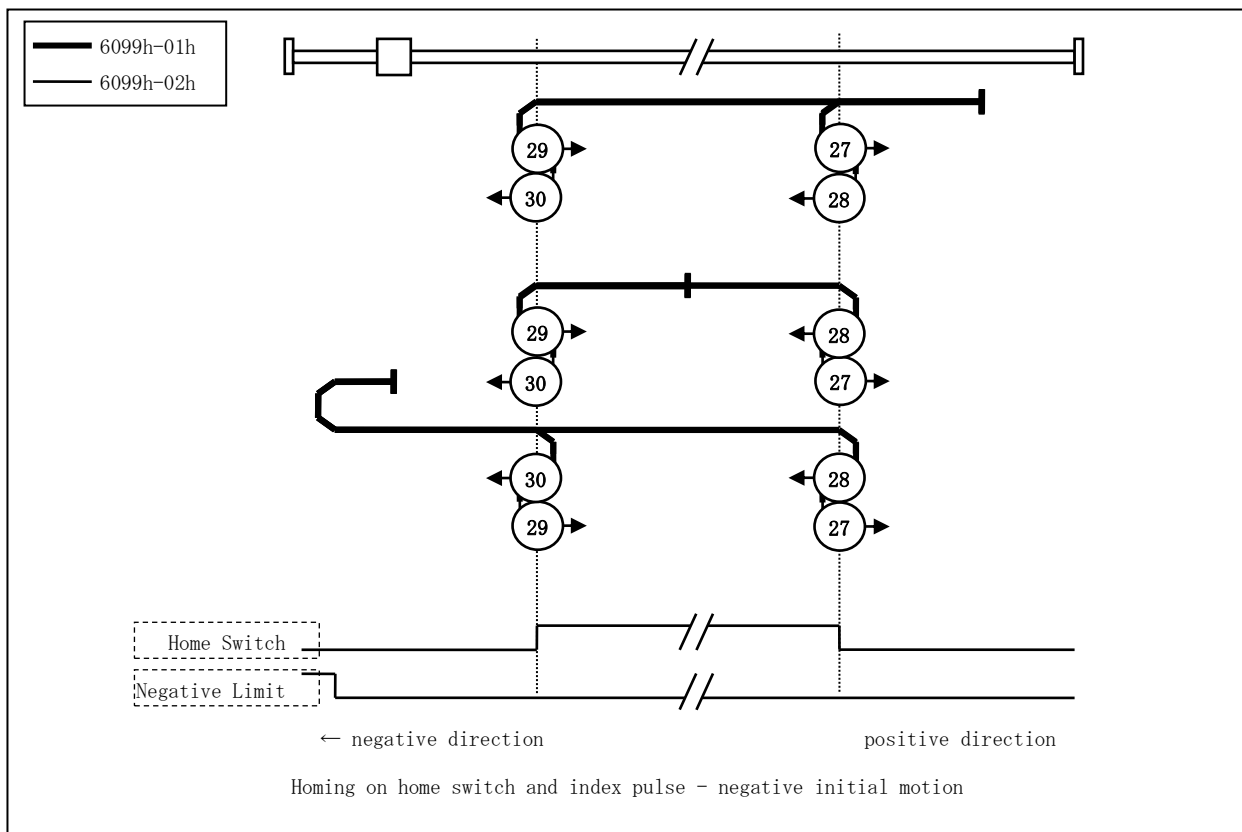 6099h-01h
6099h-02h
29
27
30
28
29
28
30
27
30
28
29
27
Home Switch
Negative Limit
← negative direction
positive direction
Homing on home switch and index pulse - negative initial motion